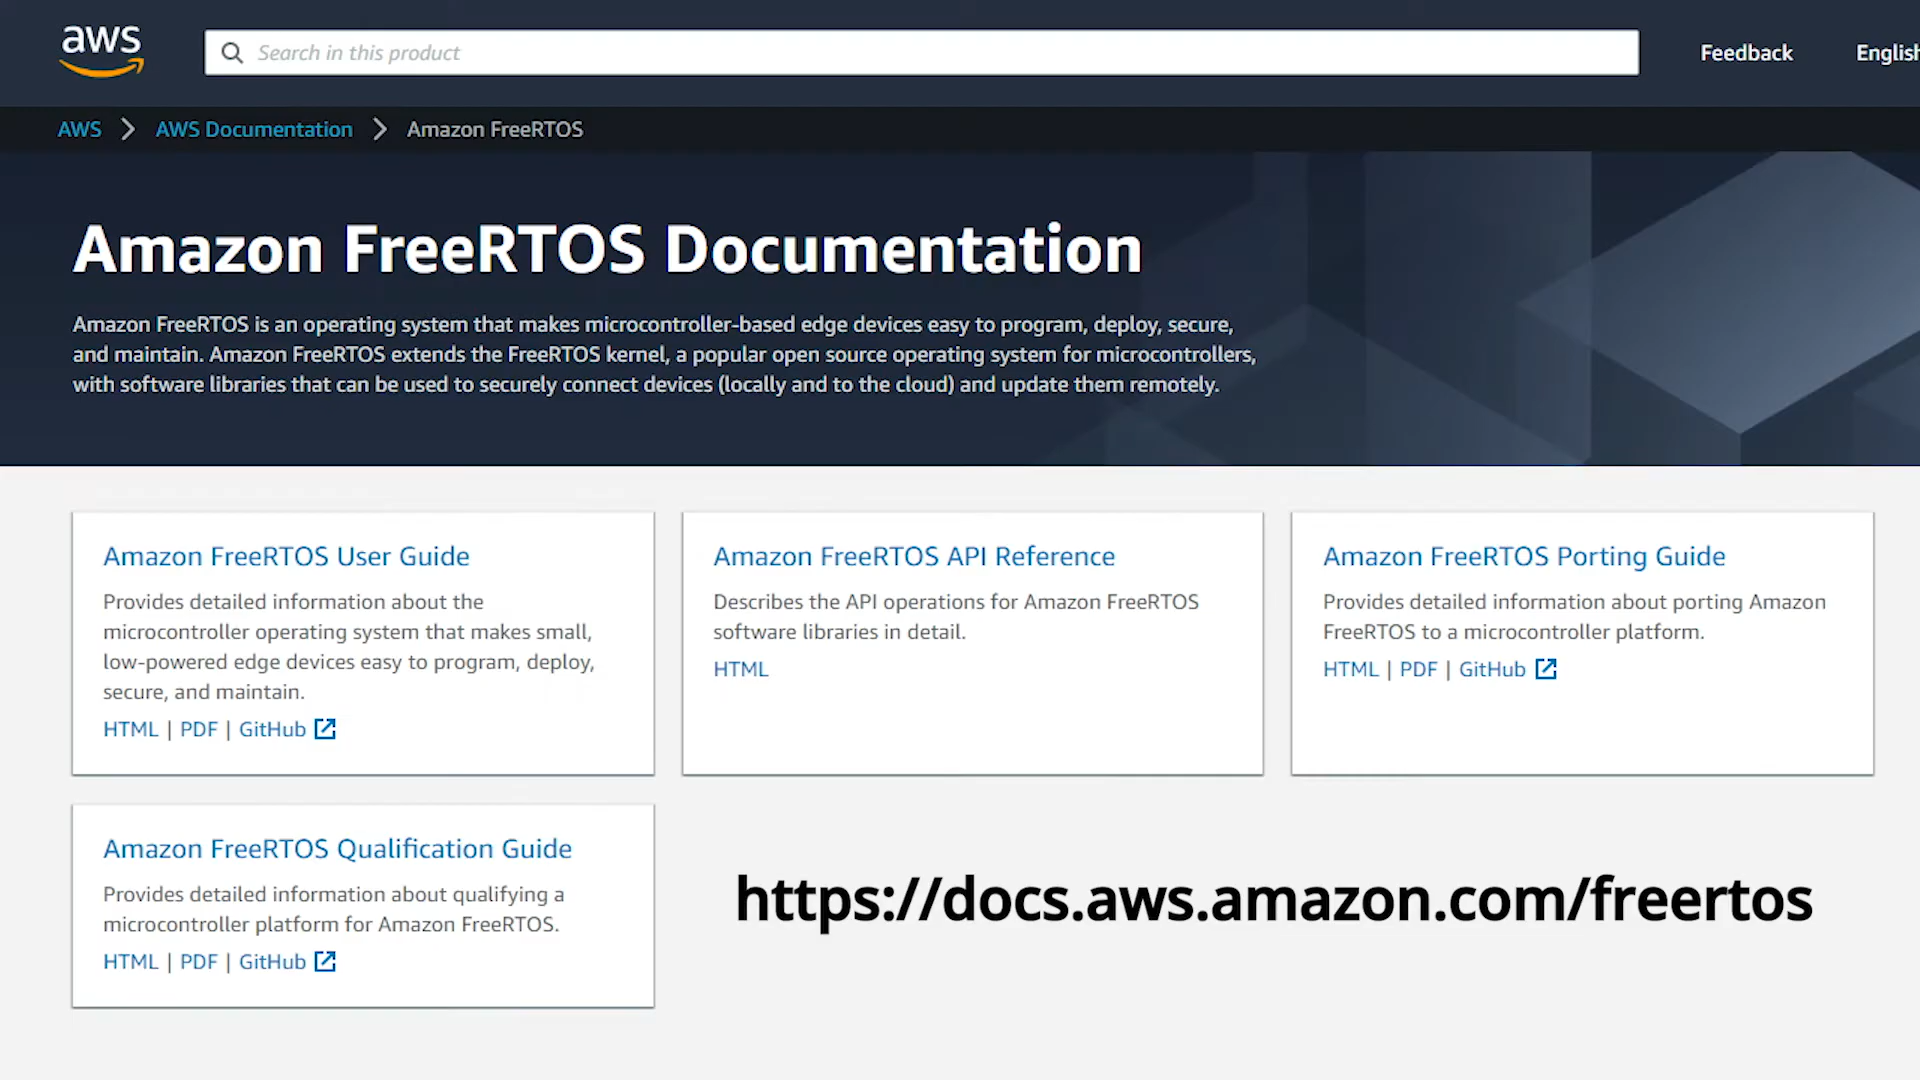 aws
Search in this product
Feedback
English
AWS
AWS Documentation
Amazon FreeRTOS
Amazon FreeRTOS Documentation
Amazon FreeRTOS is an operating system that makes microcontroller-based edge devices easy to program, deploy, secure,
and maintain. Amazon FreeRTOS extends the FreeRTOS kernel, a popular open source operating system for microcontrollers,
with software libraries that can be used to securely connect devices (locally and to the cloud) and update them remotely.
Amazon FreeRTOS User Guide
Provides detailed information about the
microcontroller operating system that makes small,
low-powered edge devices easy to program, deploy,
secure, and maintain.
HTML | PDF | GitHub
Amazon FreeRTOS API Reference
Describes the API operations for Amazon FreeRTOS
software libraries in detail.
HTML
Amazon FreeRTOS Porting Guide
Provides detailed information about porting Amazon
FreeRTOS to a microcontroller platform.
HTML | PDF | GitHub
Amazon FreeRTOS Qualification Guide
Provides detailed information about qualifying a
microcontroller platform for Amazon FreeRTOS.
HTML | PDF | GitHub
https://docs.aws.amazon.com/freertos